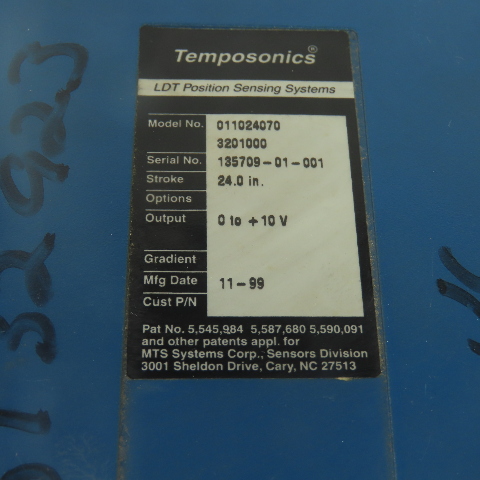 Temposonics®
LDT Position Sensing Systems
Model No. 011024070
3201000
Serial No. 135709-01-001
Stroke 24.0 in.
Options
Output 0 to +10 V
Gradient
Mfg Date 11-99
Cust P/N
Pat No. 5,545,984 5,587,680 5,590,091
and other patents appl. for
MTS Systems Corp., Sensors Division
3001 Sheldon Drive, Cary, NC 27513